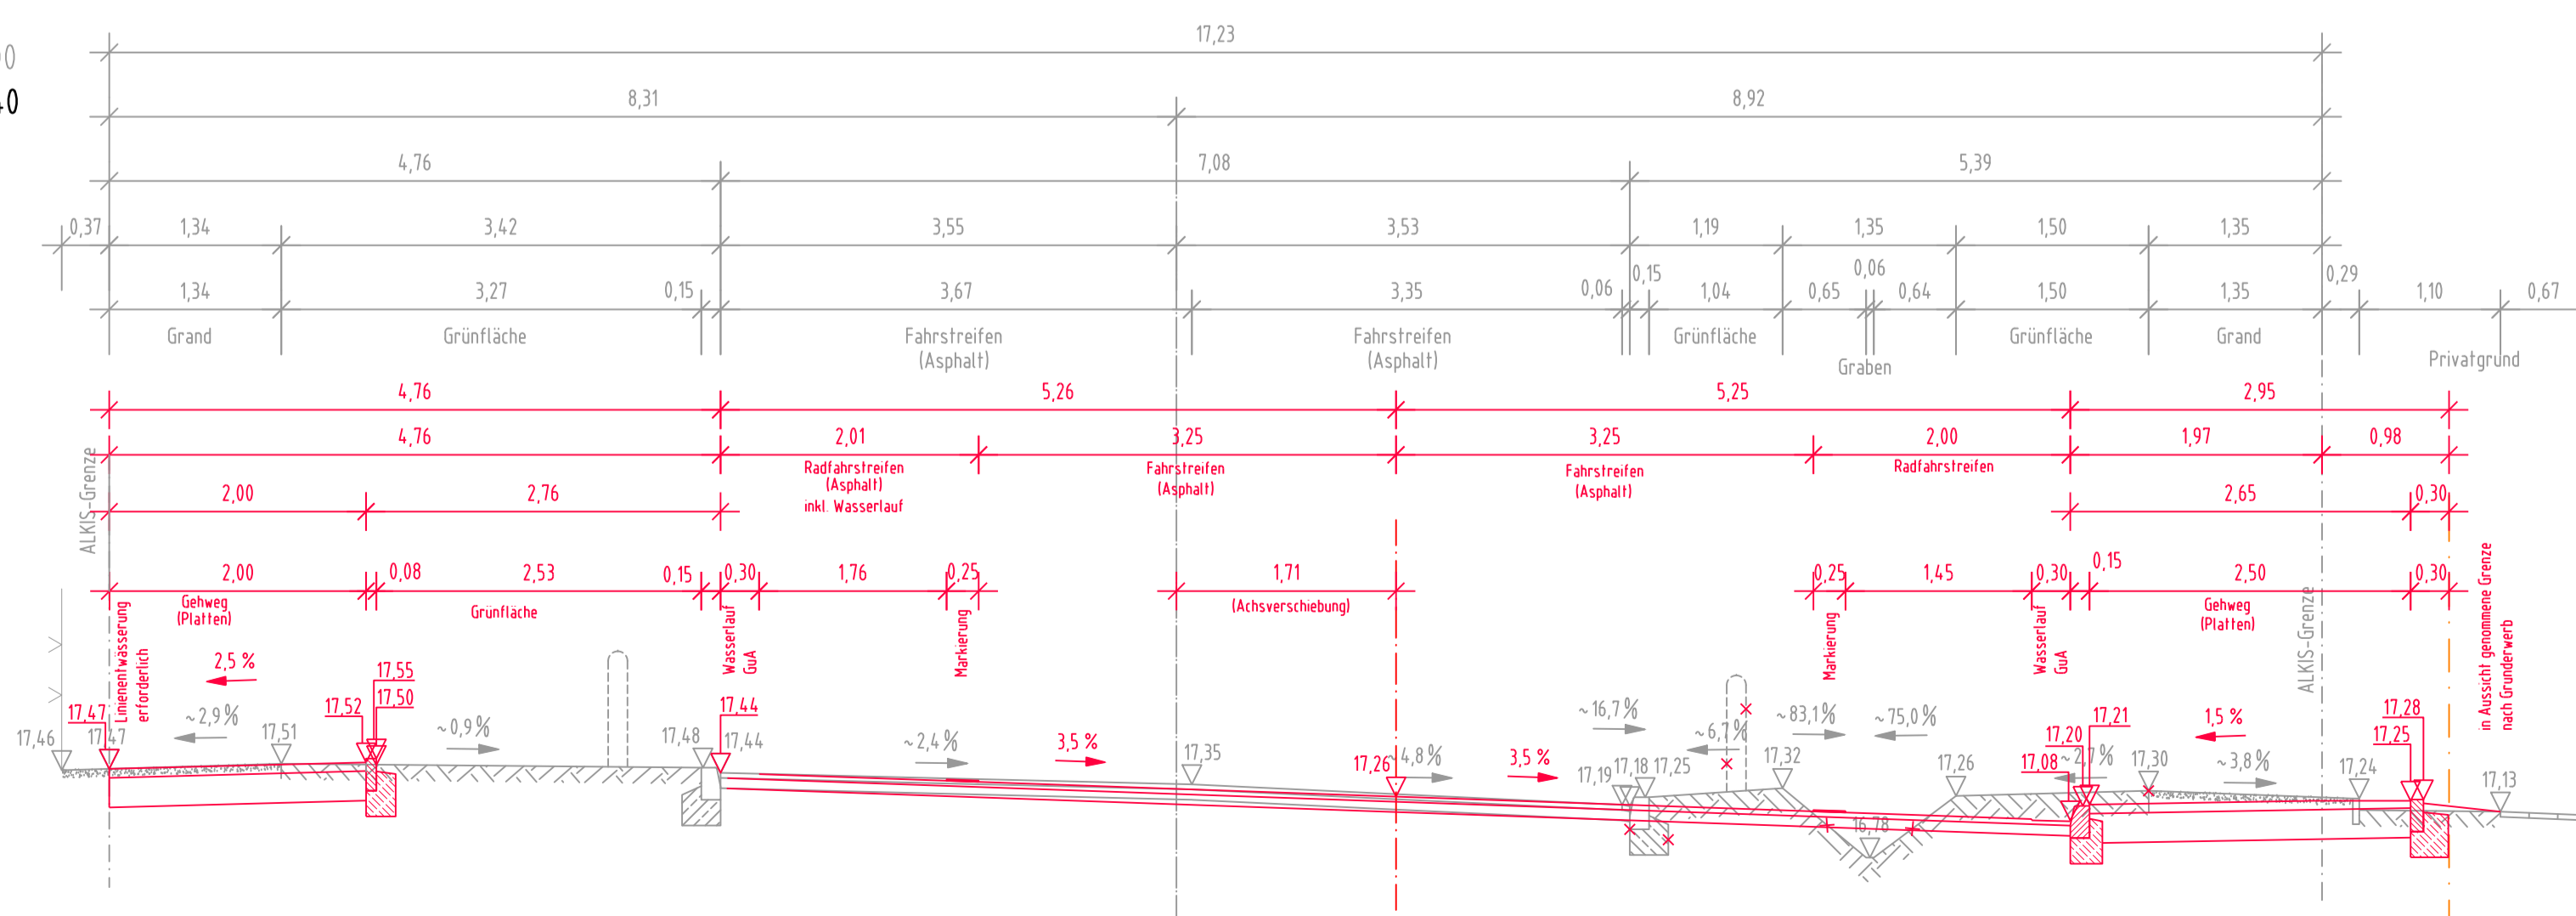 17,23
8,31 8,92
4,76 7,08 5,39
0,37 1,34 3,42 3,55 3,53 1,19 1,35 1,50 1,35
1,34 3,27 0,15 3,67 3,35 0,06 0,15 1,04 0,65 0,06 0,64 1,50 1,35 0,29 1,10 0,67
Grand Grünfläche Fahrstreifen Fahrstreifen Grünfläche Grünfläche Grand
(Asphalt) (Asphalt)
Graben Privatgrund
40
4,76 5,26 5,25 2,95
4,76 2,01 3,25 3,25 2,00 1,97 0,98
Radfahrstreifen Fahrstreifen Fahrstreifen Radfahrstreifen
(Asphalt) (Asphalt) (Asphalt)
inkl. Wasserlauf
2,00 2,76 2,65 0,30
ALKIS-Grenze
2,00 0,08 2,53 0,15 0,30 1,76 0,25 1,71 0,25 1,45 0,30 0,15 2,50 0,30
Gehweg Grünfläche (Achsverschiebung) Gehweg
(Platten) (Platten)
Linienentwässerung
erforderlich
Wasserlauf
GuA
Markierung
Markierung
Wasserlauf
GuA
ALKIS-Grenze
in Aussicht genommene Grenze
nach Grunderwerb
2,5 % 17,55
17,50
17,47 17,52 17,44 17,20 17,21 1,5 % 17,28
17,25
~2,9% ~0,9% ~16,7% ~6,7% ~83,1% ~75,0%
17,46 17,47 17,51 17,48 17,44 ~2,4% 3,5 % 17,35 17,26 4,8% 3,5 % 17,19 17,18 17,25 17,32 17,26 17,08 ~2,7% 17,30 ~3,8% 17,24 17,13
16,78